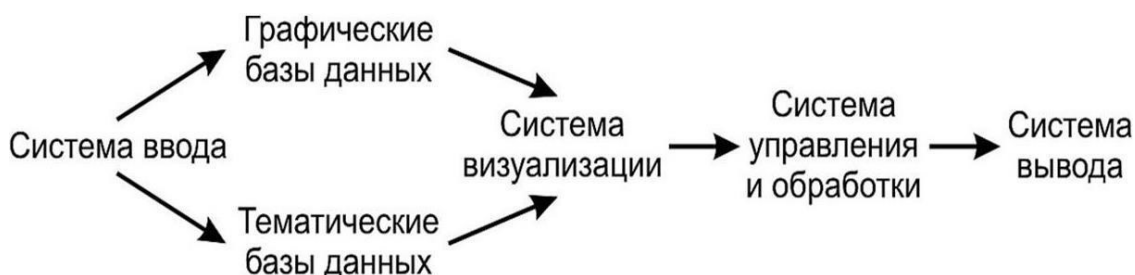 Графические
базы данных
Система ввода
Тематические
базы данных
Система
визуализации
Система
управления
и обработки
Система
вывода